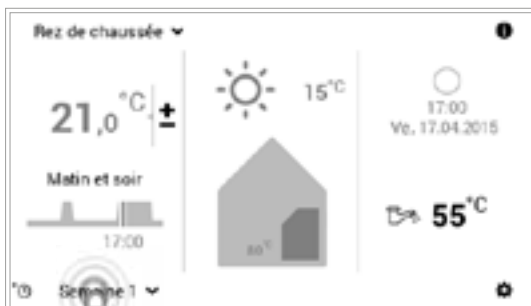 Rez de chaussée
21,0 °C ±
Matin et soir
17:00
Semaine 1
15°C
80°C
17:00
Ve, 17.04.2015
55°C